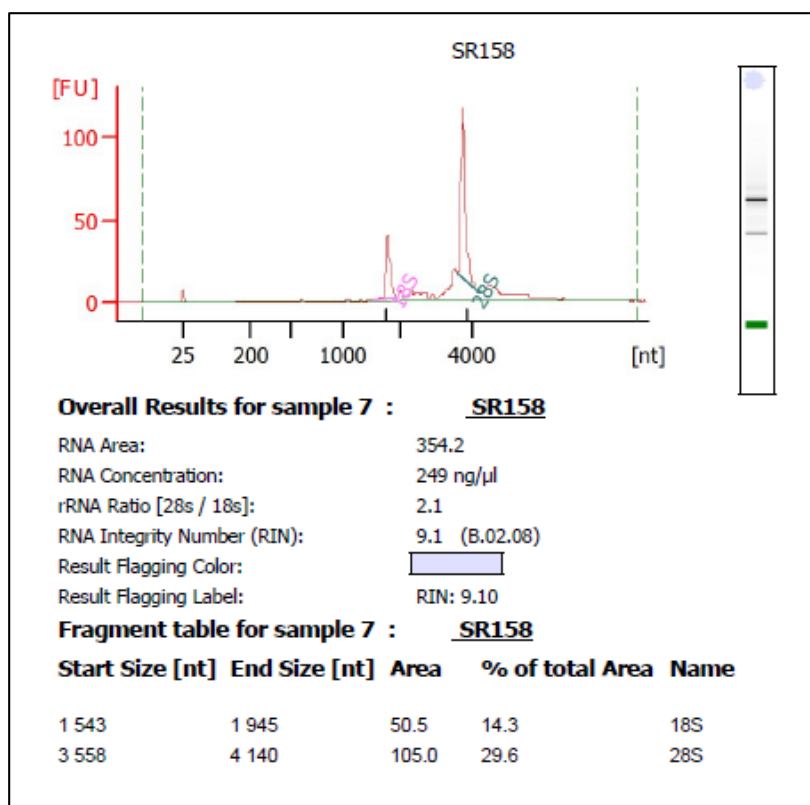 SR158
[FU]
100
50
0
18S
28S
25 200 1000 4000 [nt]
Overall Results for sample 7 : SR158
RNA Area: 354.2
RNA Concentration: 249 ng/µl
rRNA Ratio [28s / 18s]: 2.1
RNA Integrity Number (RIN): 9.1 (B.02.08)
Result Flagging Color:
Result Flagging Label: RIN: 9.10
Fragment table for sample 7 : SR158
Start Size [nt] End Size [nt] Area % of total Area Name
1 543 1 945 50.5 14.3 18S
3 558 4 140 105.0 29.6 28S